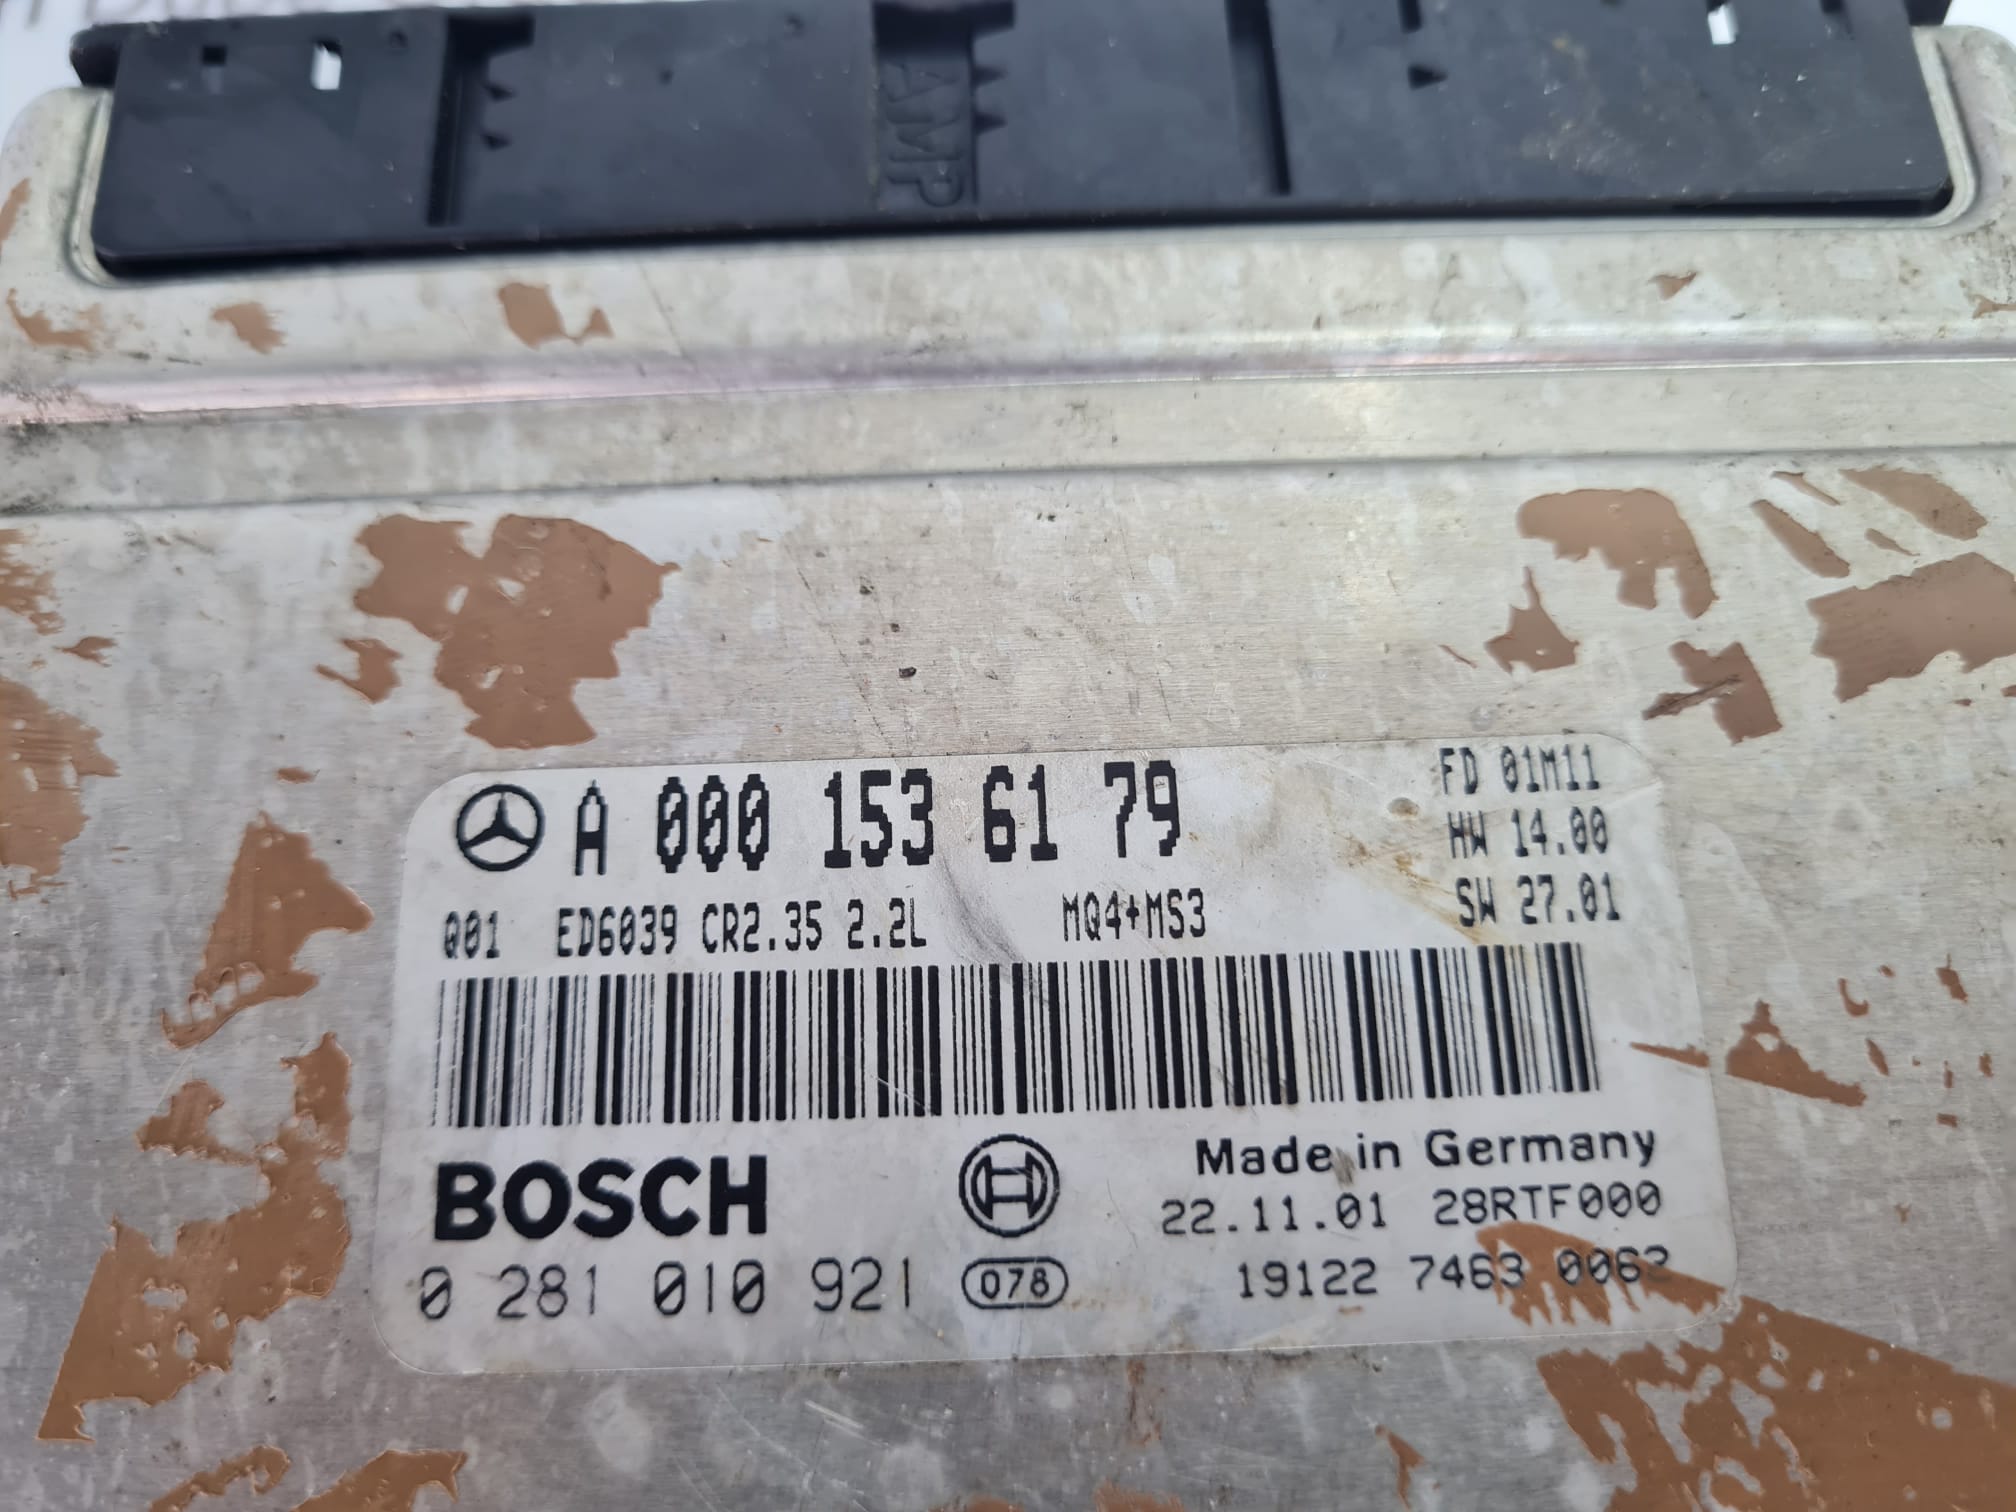 AMP
A 000 153 61 79
FD 01M11
HW 14.00
SW 27.01
Q01 ED6039 CR2.35 2.2L MQ4+MS3
BOSCH
Made in Germany
22.11.01 28RTF000
0 281 010 921
078
19122 7463 0062